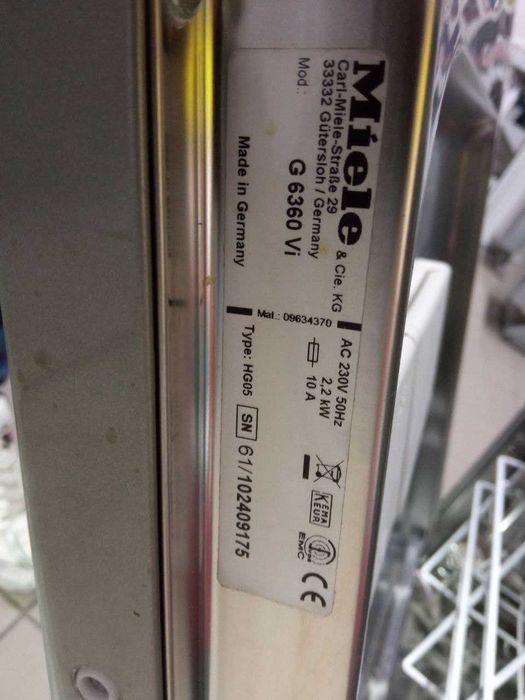 Miele & Cie. KG
Carl-Miele-Straße 29
33332 Gütersloh / Germany
Mod.: G 6360 Vi
Made in Germany
Mat.: 09634370
AC 230V 50Hz
2,2 kW
10 A
Type: HG05 SN 61/102409175
KEMA
KEUR
EMC
CE